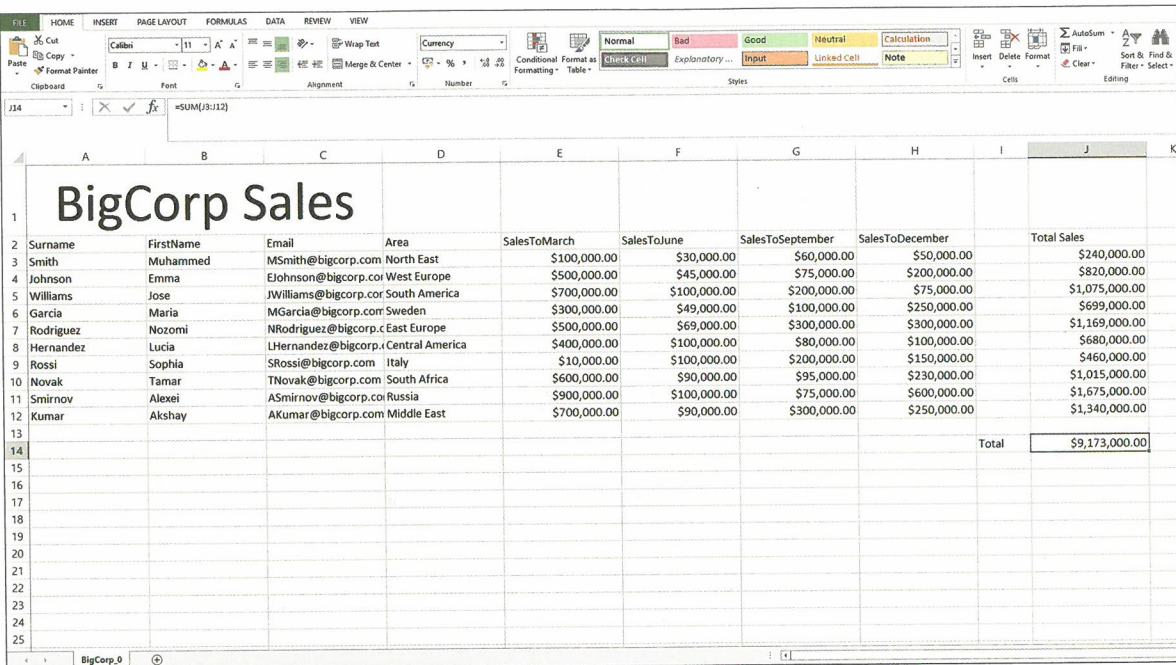 FILE HOME INSERT PAGE LAYOUT FORMULAS DATA REVIEW VIEW
Cut
Copy
Format Painter
Paste
Clipboard
Calibri 11 A A
B I U A
Font
Wrap Text
Merge & Center
Alignment
Currency
% , .00
Number
Conditional Formatting
Format as Table
Normal Bad Good Neutral Calculation
Check Cell Explanatory ... Input Linked Cell Note
Styles
Insert Delete Format
Cells
AutoSum
Fill
Clear
Sort & Filter
Find & Select
Editing
J14 fx =SUM(J3:J12)
A B C D E F G H I J K
1 BigCorp Sales
2 Surname FirstName Email Area SalesToMarch SalesToJune SalesToSeptember SalesToDecember Total Sales
3 Smith Muhammed MSmith@bigcorp.com North East $100,000.00 $30,000.00 $60,000.00 $50,000.00 $240,000.00
4 Johnson Emma EJohnson@bigcorp.co West Europe $500,000.00 $45,000.00 $75,000.00 $200,000.00 $820,000.00
5 Williams Jose JWilliams@bigcorp.co South America $700,000.00 $100,000.00 $200,000.00 $75,000.00 $1,075,000.00
6 Garcia Maria MGarcia@bigcorp.com Sweden $300,000.00 $49,000.00 $100,000.00 $250,000.00 $699,000.00
7 Rodriguez Nozomi NRodriguez@bigcorp.c East Europe $500,000.00 $69,000.00 $300,000.00 $300,000.00 $1,169,000.00
8 Hernandez Lucia LHernandez@bigcorp. Central America $400,000.00 $100,000.00 $80,000.00 $100,000.00 $680,000.00
9 Rossi Sophia SRossi@bigcorp.com Italy $10,000.00 $100,000.00 $200,000.00 $150,000.00 $460,000.00
10 Novak Tamar TNovak@bigcorp.com South Africa $600,000.00 $90,000.00 $95,000.00 $230,000.00 $1,015,000.00
11 Smirnov Alexei ASmirnov@bigcorp.co Russia $900,000.00 $100,000.00 $75,000.00 $600,000.00 $1,675,000.00
12 Kumar Akshay AKumar@bigcorp.com Middle East $700,000.00 $90,000.00 $300,000.00 $250,000.00 $1,340,000.00
13
14 Total $9,173,000.00
15
16
17
18
19
20
21
22
23
24
25
BigCorp_0